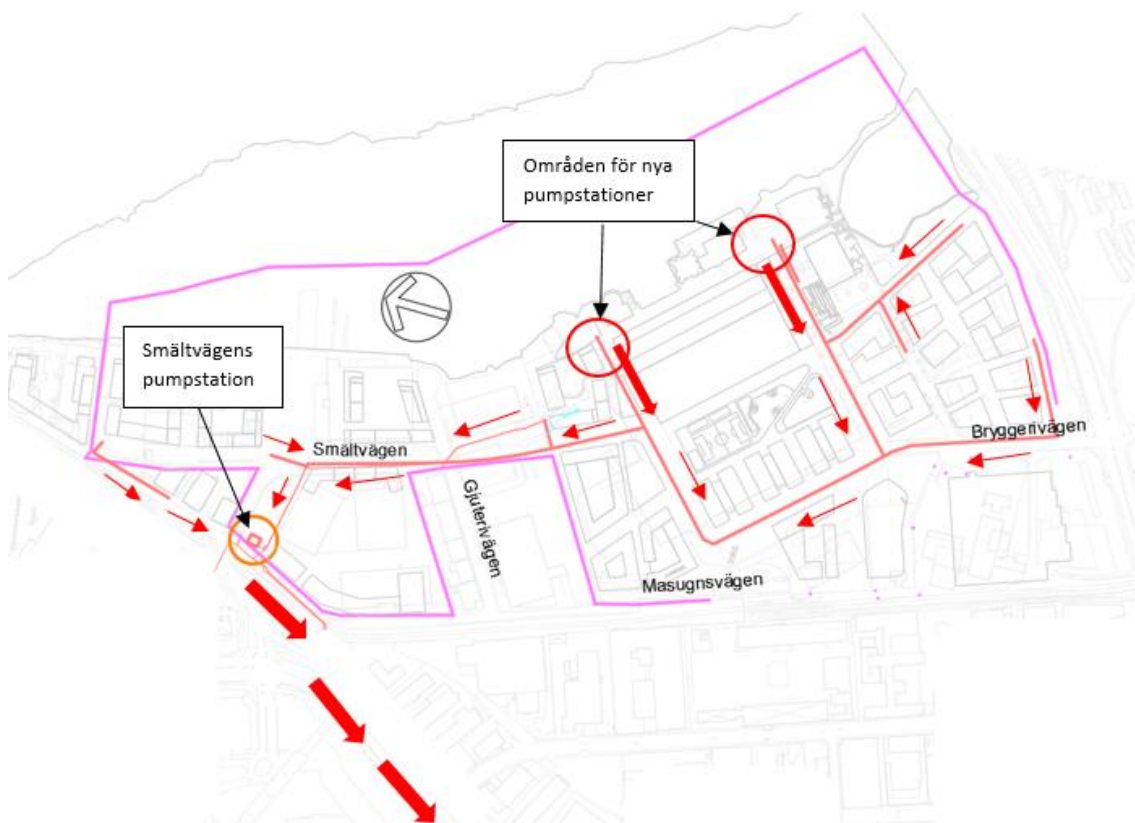 Områden för nya
pumpstationer
Smältvägens
pumpstation
Smältvägen
Bryggerivägen
Gjuterivägen
Masugnsvägen